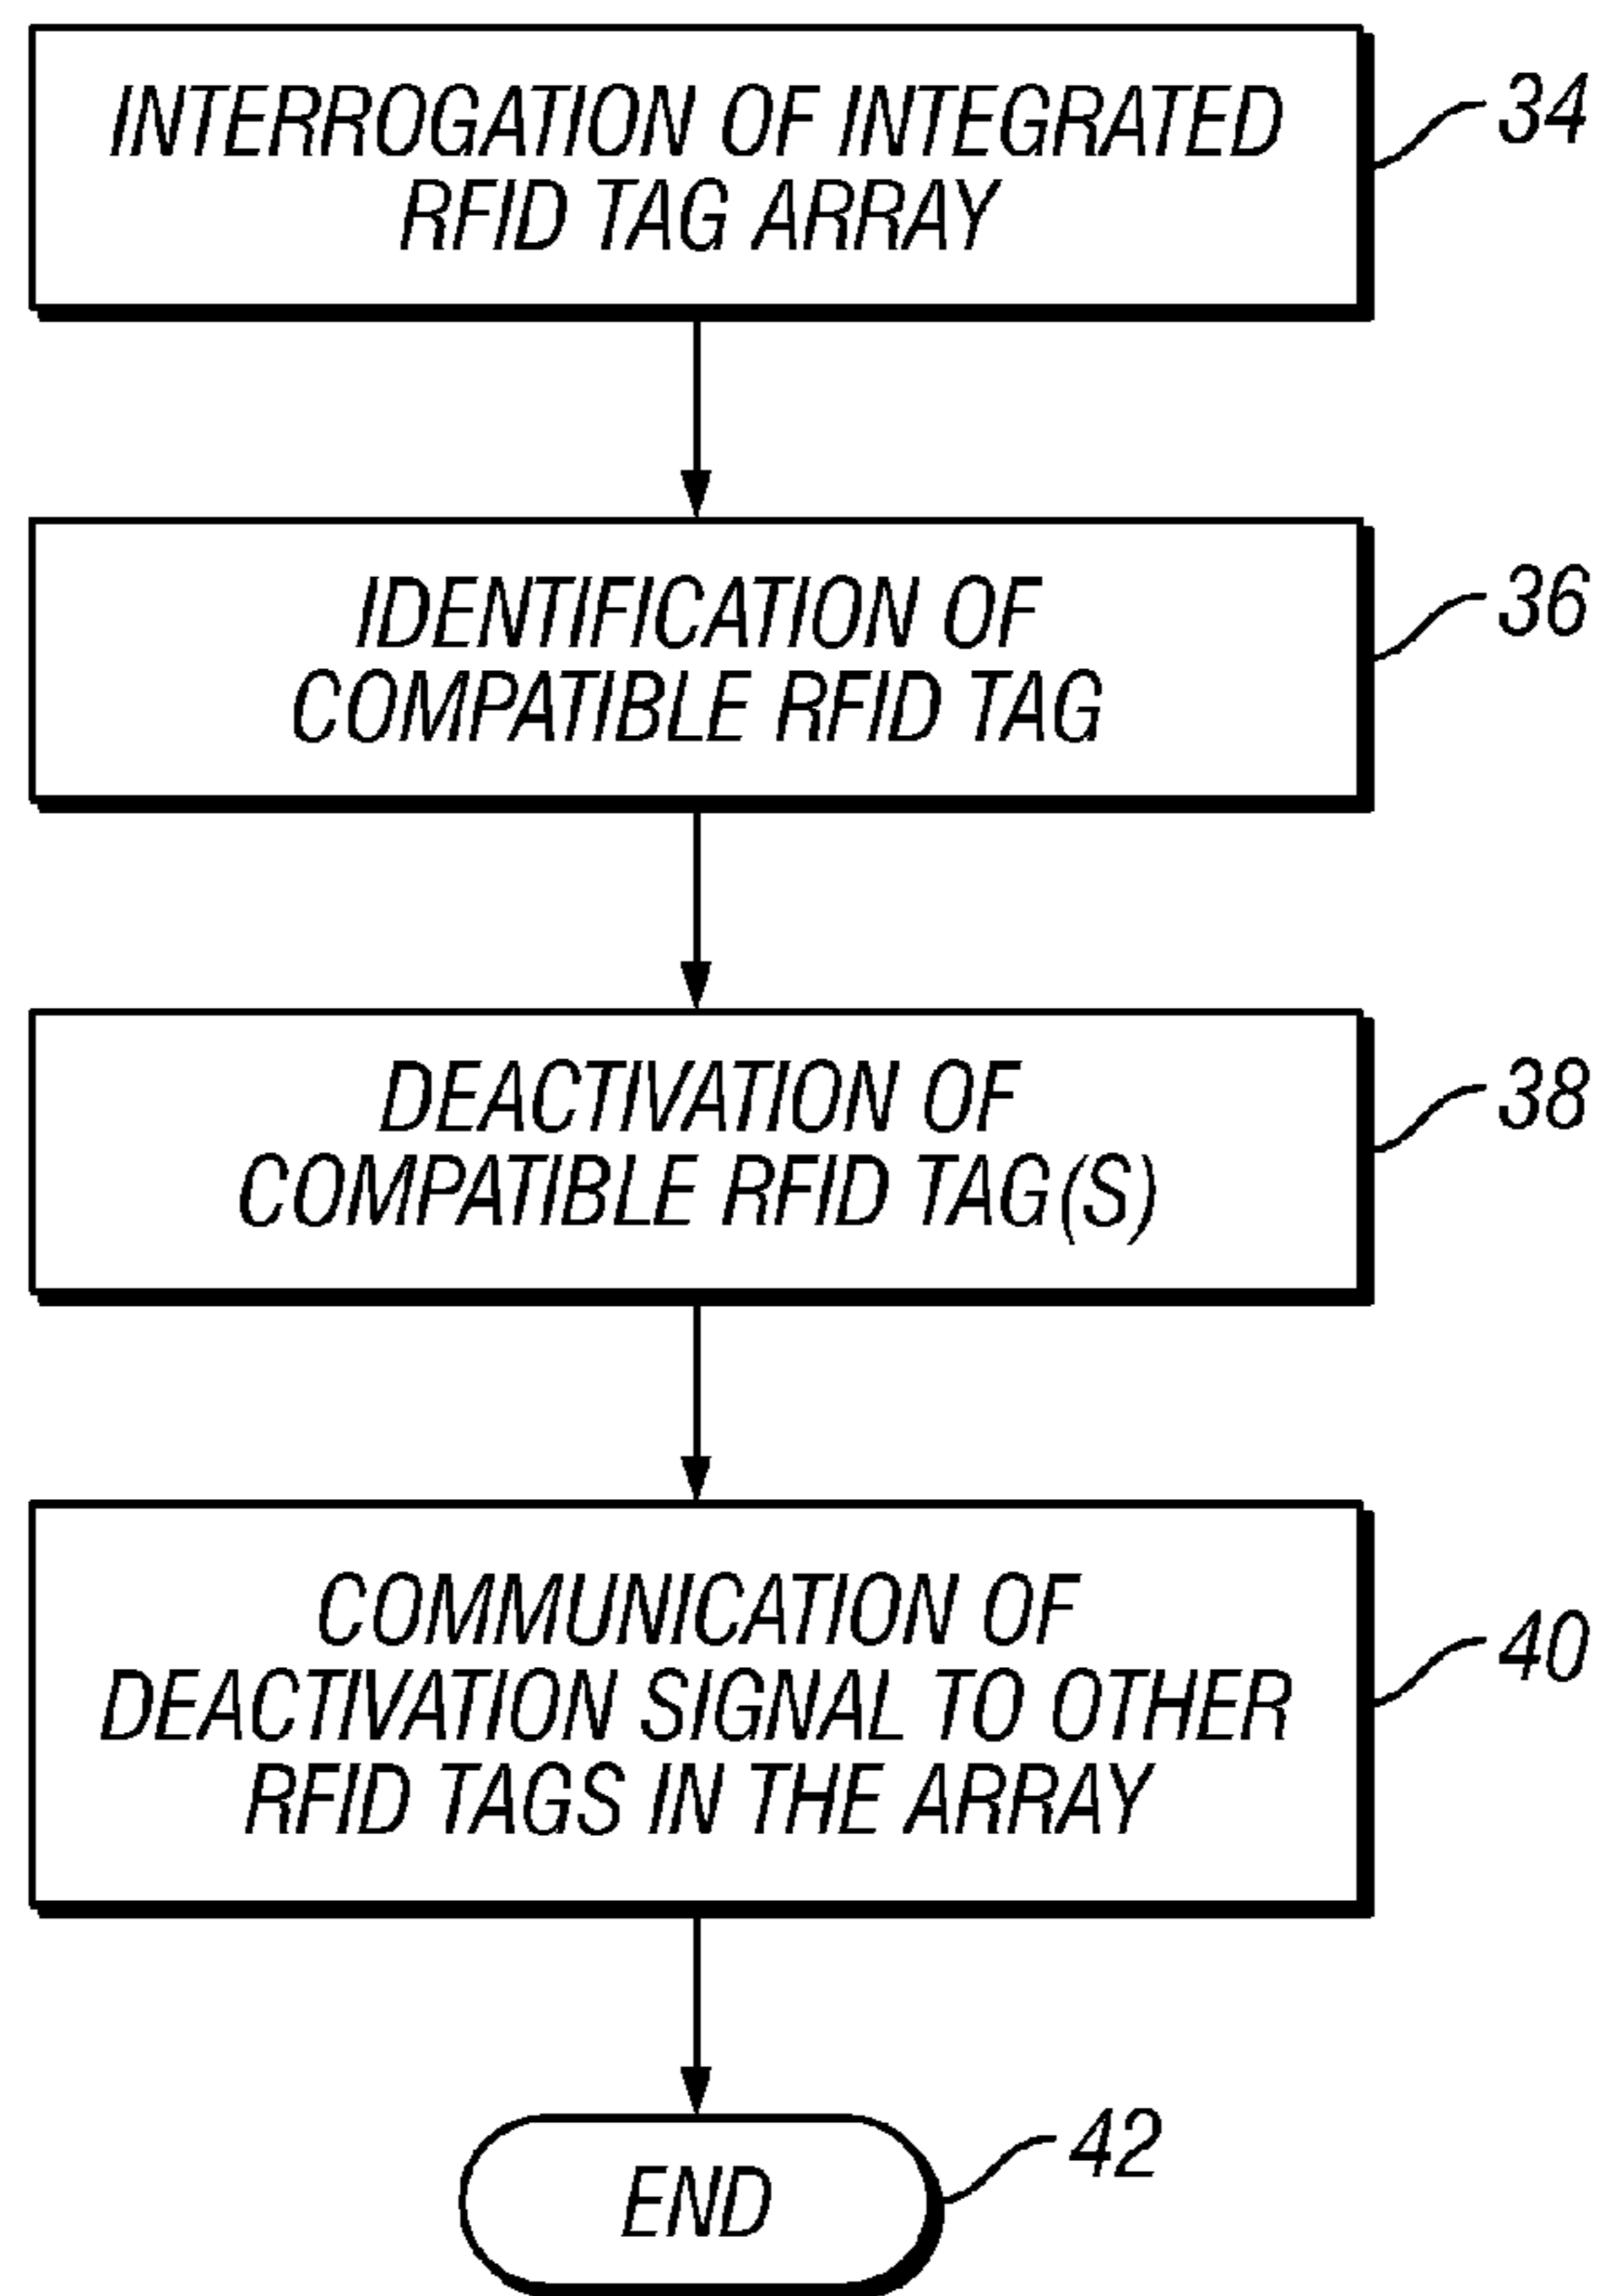 INTERROGATION OF INTEGRATED
RFID TAG ARRAY
34
IDENTIFICATION OF
COMPATIBLE RFID TAG
36
DEACTIVATION OF
COMPATIBLE RFID TAG(S)
38
COMMUNICATION OF
DEACTIVATION SIGNAL TO OTHER
RFID TAGS IN THE ARRAY
40
END
42